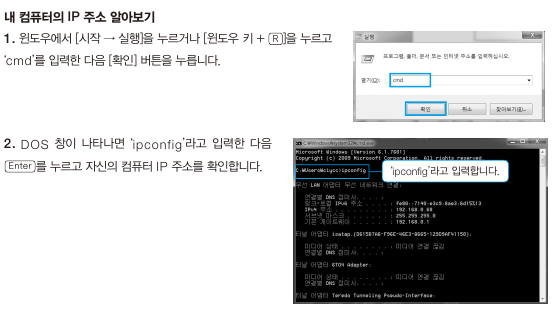 내 컴퓨터의 IP 주소 알아보기
1. 윈도우에서 [시작 → 실행]을 누르거나 [윈도우 키 + R]을 누르고
'cmd'를 입력한 다음 [확인] 버튼을 누릅니다.
실행
프로그램, 폴더, 문서 또는 인터넷 주소를 입력하십시오.
열기(O): cmd
확인 취소 찾아보기(B)...
2. DOS 창이 나타나면 'ipconfig'라고 입력한 다음
Enter를 누르고 자신의 컴퓨터 IP 주소를 확인합니다.
C:\Windows\system32\cmd.exe
Microsoft Windows [Version 6.1.7601]
Copyright (c) 2009 Microsoft Corporation. All rights reserved.
C:\Users\ciycc>ipconfig
'ipconfig'라고 입력합니다.
무선 LAN 어댑터 무선 네트워크 연결:
연결별 DNS 접미사. . . . :
링크-로컬 IPv6 주소 . . . . : fe80::7140:e3c9:8ae3:6d15%13
IPv4 주소 . . . . . . . . . : 192.168.0.60
서브넷 마스크 . . . . . . . : 255.255.255.0
기본 게이트웨이 . . . . . . : 192.168.0.1
터널 어댑터 isatap.
미디어 상태 . . . . . . . . : 미디어 연결 끊김
연결별 DNS 접미사. . . . :
터널 어댑터 6TO4 Adapter:
미디어 상태 . . . . . . . . : 미디어 연결 끊김
연결별 DNS 접미사. . . . :
터널 어댑터 Teredo Tunneling Pseudo-Interface: